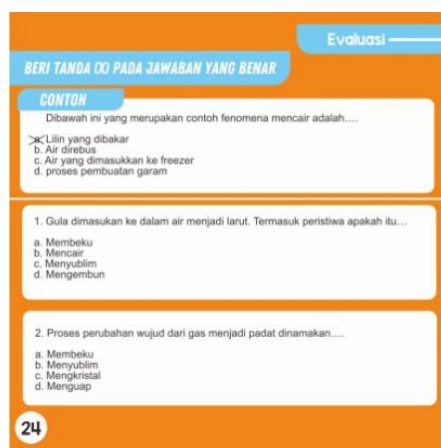 Evaluasi
BERI TANDA (X) PADA JAWABAN YANG BENAR
CONTOH
Dibawah ini yang merupakan contoh fenomena mencair adalah....
a. Lilin yang dibakar
b. Air direbus
c. Air yang dimasukkan ke freezer
d. proses pembuatan garam
1. Gula dimasukan ke dalam air menjadi larut. Termasuk peristiwa apakah itu...
a. Membeku
b. Mencair
c. Menyublim
d. Mengembun
2. Proses perubahan wujud dari gas menjadi padat dinamakan....
a. Membeku
b. Menyublim
c. Mengkristal
d. Menguap
24